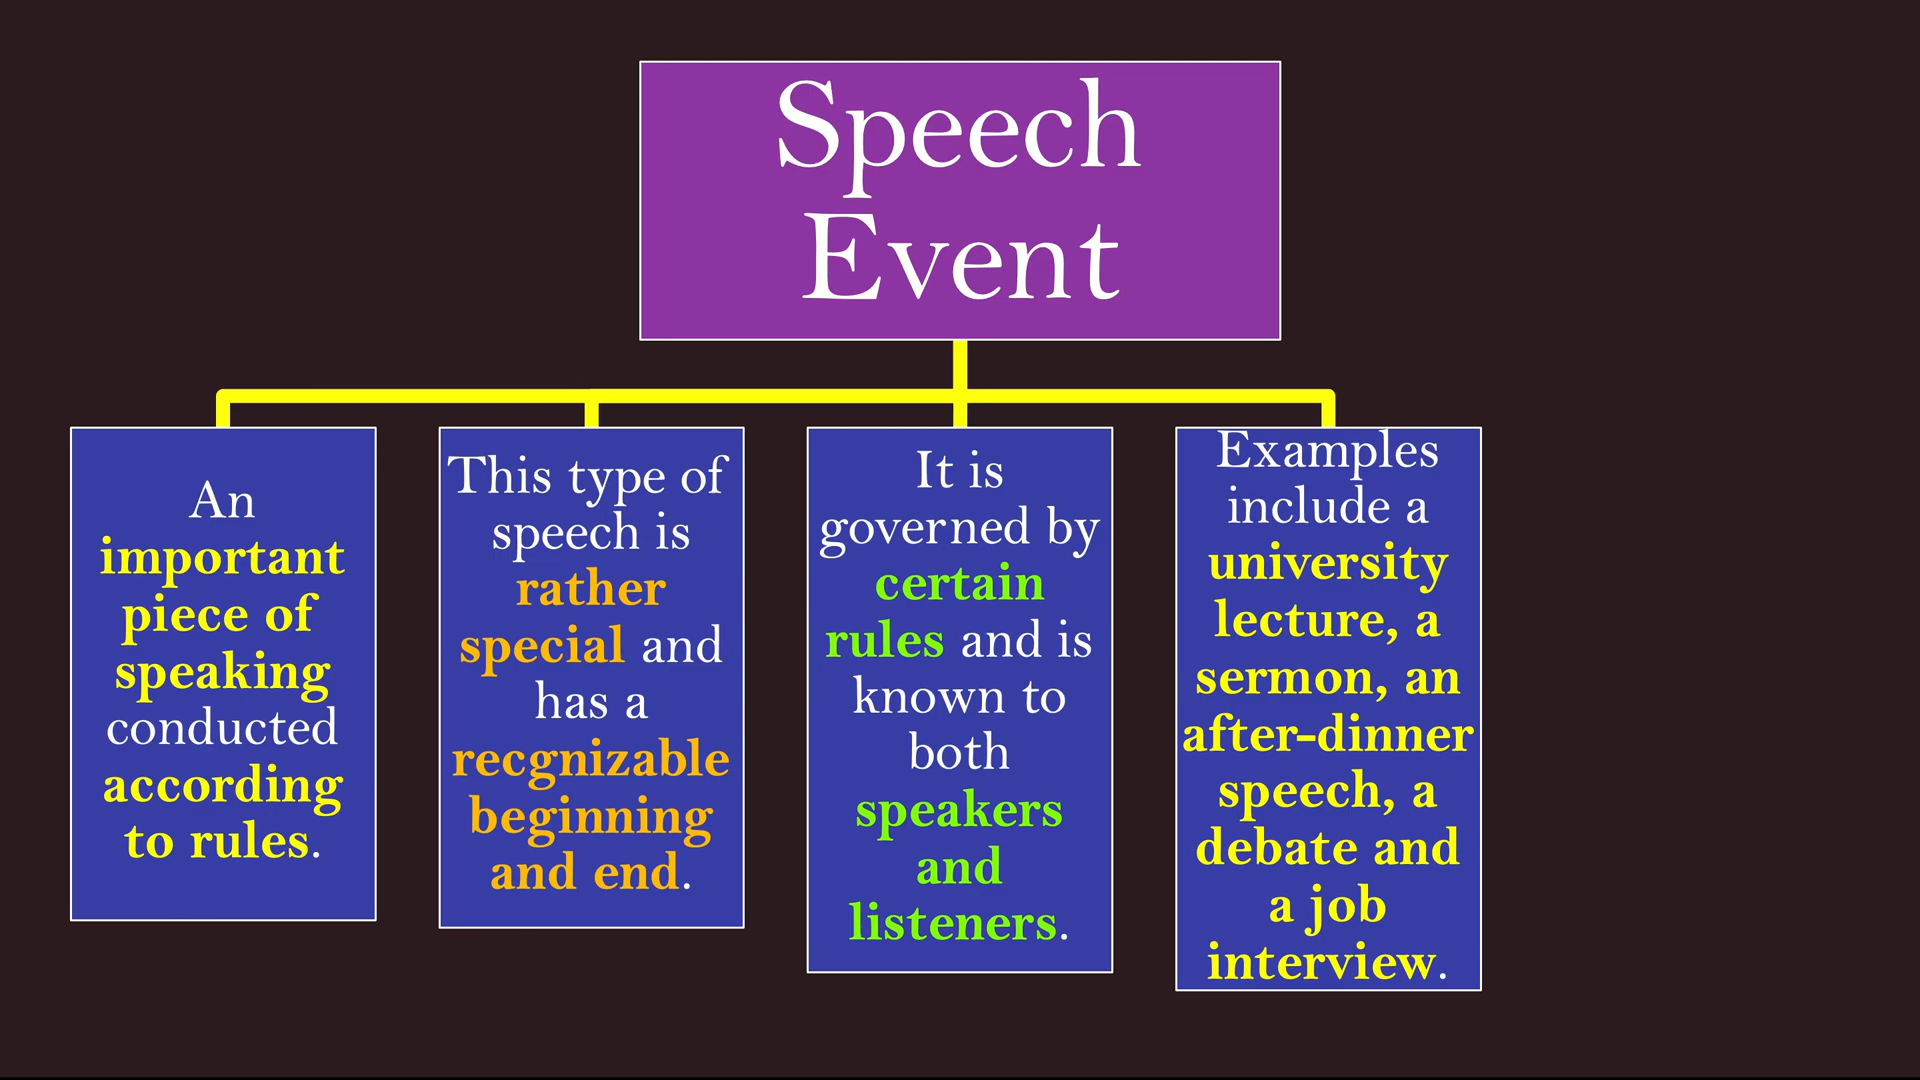 Speech
Event
An
important
piece of
speaking
conducted
according
to rules.
This type of
speech is
rather
special and
has a
recgnizable
beginning
and end.
It is
governed by
certain
rules and is
known to
both
speakers
and
listeners.
Examples
include a
university
lecture, a
sermon, an
after-dinner
speech, a
debate and
a job
interview.